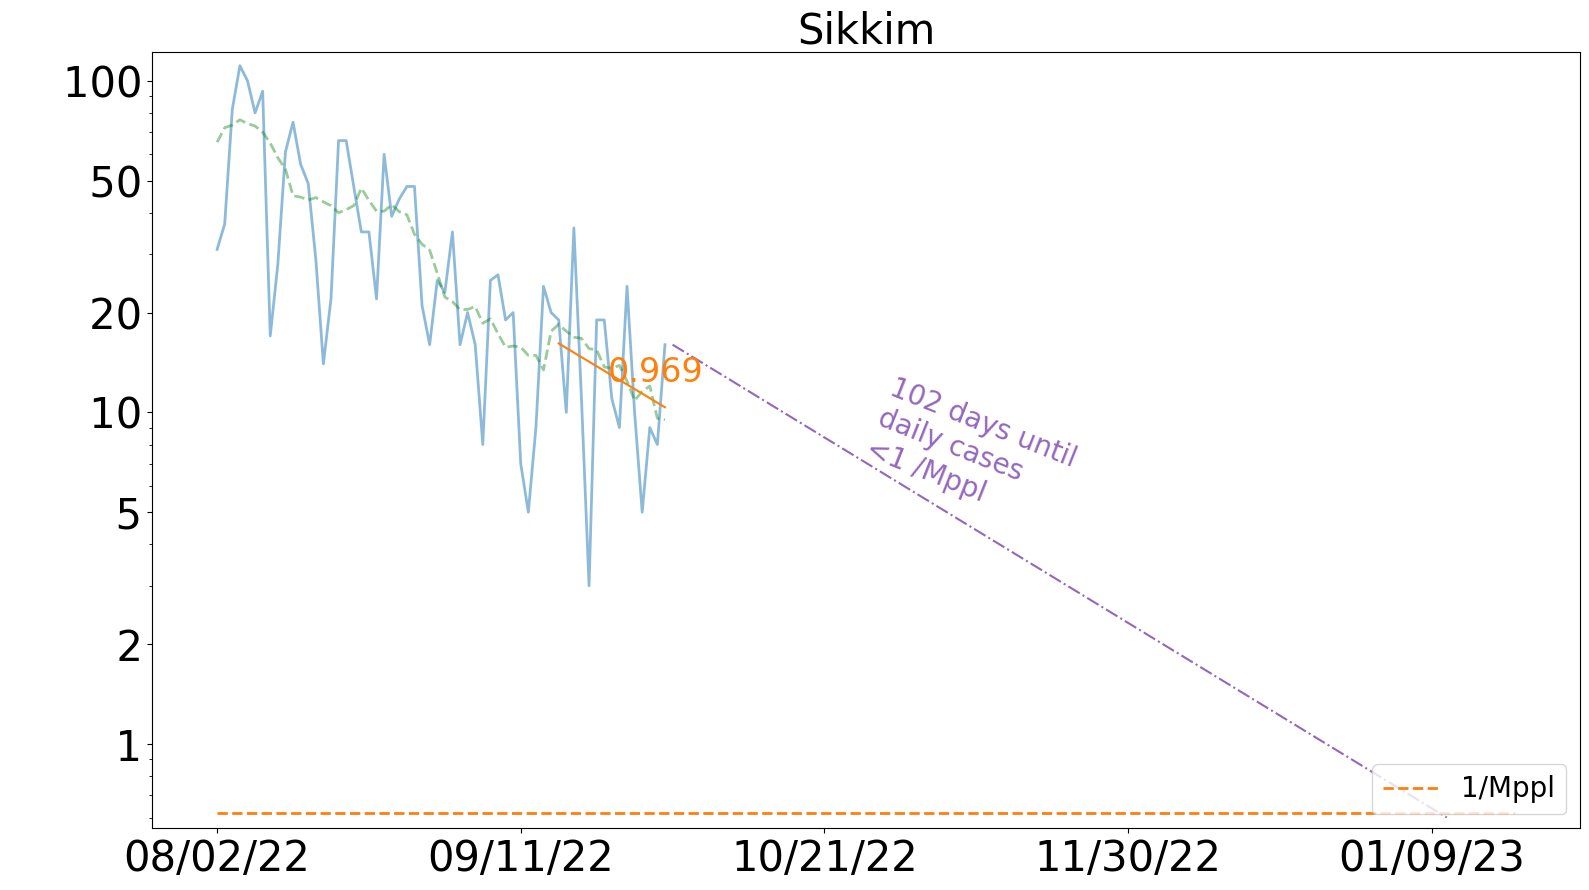 Sikkim
100
50
20
10
5
2
1
0.969
102 days until
daily cases
<1 /Mppl
1/Mppl
08/02/22
09/11/22
10/21/22
11/30/22
01/09/23